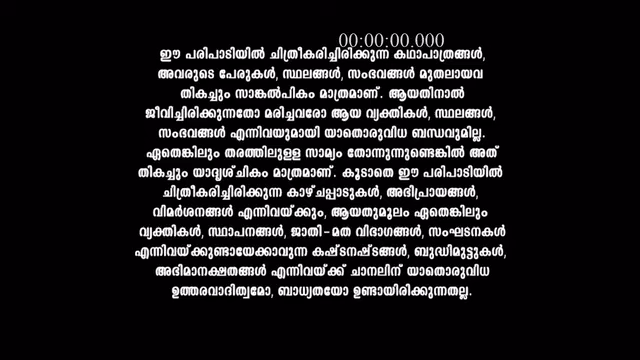 00:00:00.000
ഈ പരിപാടിയിൽ ചിത്രീകരിച്ചിരിക്കുന്ന കഥാപാത്രങ്ങൾ,
അവരുടെ പേരുകൾ, സ്ഥലങ്ങൾ, സംഭവങ്ങൾ മുതലായവ
തികച്ചും സാങ്കൽപികം മാത്രമാണ്. ആയതിനാൽ
ജീവിച്ചിരിക്കുന്നതോ മരിച്ചവരോ ആയ വ്യക്തികൾ, സ്ഥലങ്ങൾ,
സംഭവങ്ങൾ എന്നിവയുമായി യാതൊരുവിധ ബന്ധവുമില്ല.
ഏതെങ്കിലും തരത്തിലുളള സാമ്യം തോന്നുന്നുണ്ടെങ്കിൽ അത്
തികച്ചും യാദൃശ്ചികം മാത്രമാണ്. കൂടാതെ ഈ പരിപാടിയിൽ
ചിത്രീകരിച്ചിരിക്കുന്ന കാഴ്ചപ്പാടുകൾ, അഭിപ്രായങ്ങൾ,
വിമർശനങ്ങൾ എന്നിവയ്ക്കും, ആയതുമൂലം ഏതെങ്കിലും
വ്യക്തികൾ, സ്ഥാപനങ്ങൾ, ജാതി-മത വിഭാഗങ്ങൾ, സംഘടനകൾ
എന്നിവയ്ക്കുണ്ടായേക്കാവുന്ന കഷ്ടനഷ്ടങ്ങൾ, ബുദ്ധിമുട്ടുകൾ,
അഭിമാനക്ഷതങ്ങൾ എന്നിവയ്ക്ക് ചാനലിന് യാതൊരുവിധ
ഉത്തരവാദിത്വമോ, ബാധ്യതയോ ഉണ്ടായിരിക്കുന്നതല്ല.